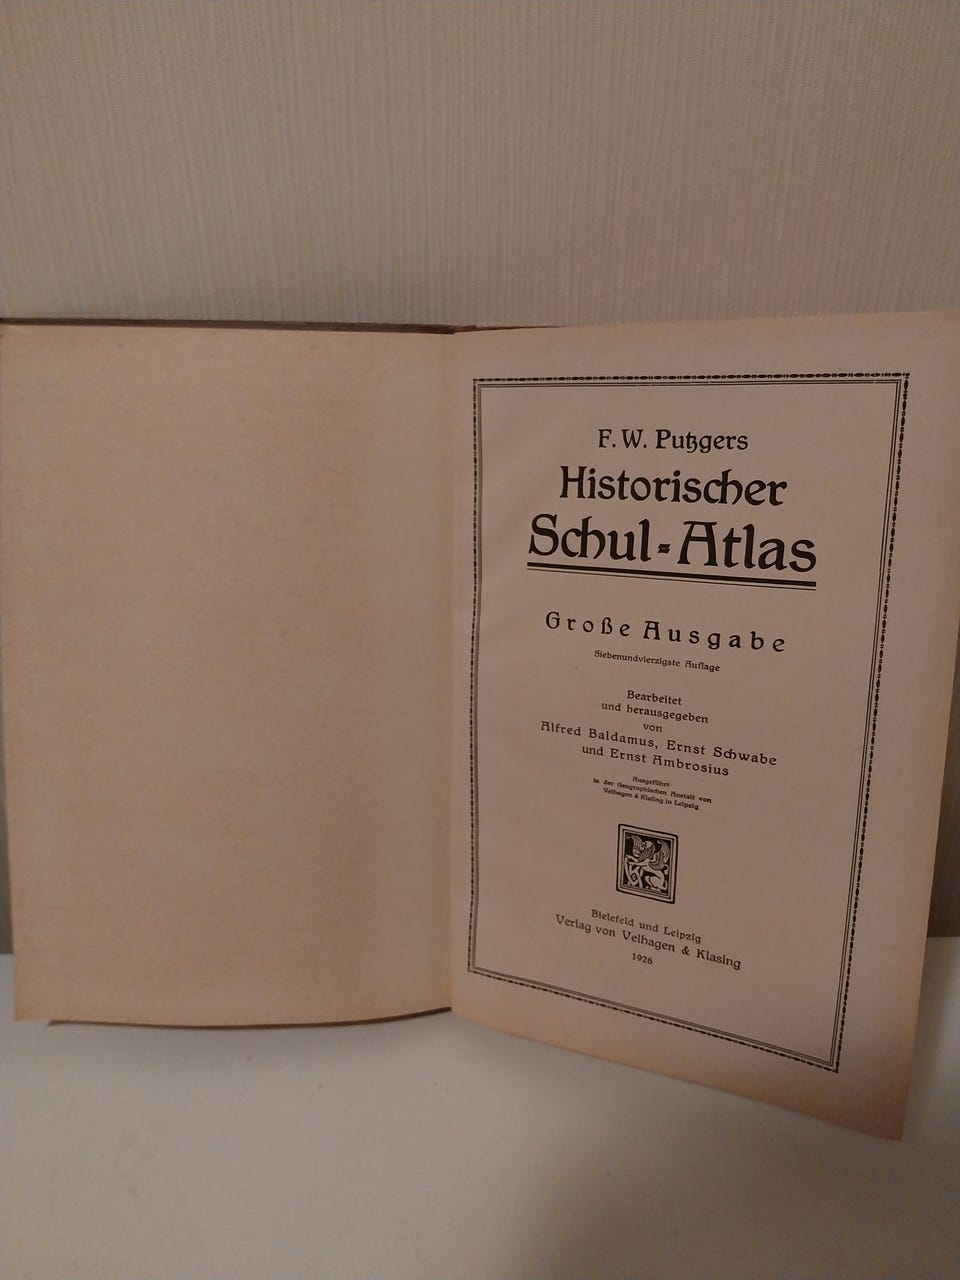 F. W. Putzgers
Historischer
Schul-Atlas
Große Ausgabe
Siebenundvierzigste Auflage
Bearbeitet
und herausgegeben
von
Alfred Baldamus, Ernst Schwabe
und Ernst Ambrosius
Ausgeführt
in der Geographischen Anstalt von
Velhagen & Klasing in Leipzig
Bielefeld und Leipzig
Verlag von Velhagen & Klasing
1926